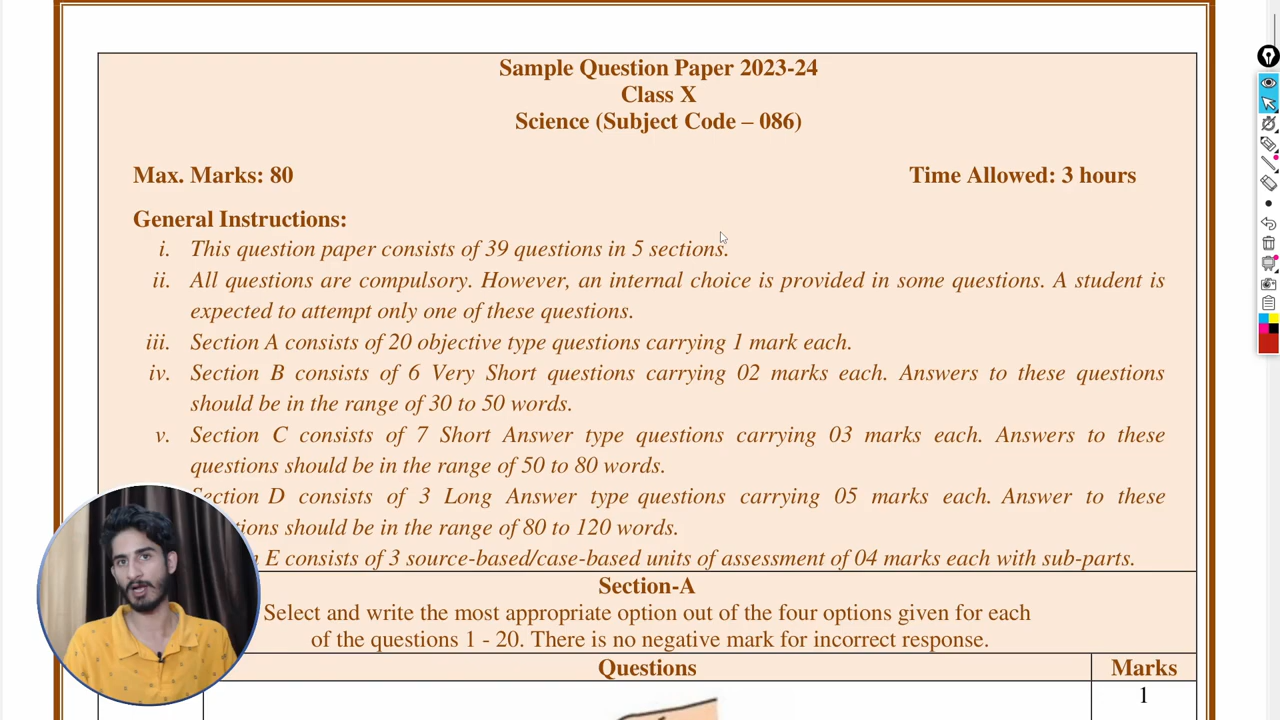 Sample Question Paper 2023-24
Class X
Science (Subject Code – 086)
Max. Marks: 80 Time Allowed: 3 hours
General Instructions:
i. This question paper consists of 39 questions in 5 sections.
ii. All questions are compulsory. However, an internal choice is provided in some questions. A student is
expected to attempt only one of these questions.
iii. Section A consists of 20 objective type questions carrying 1 mark each.
iv. Section B consists of 6 Very Short questions carrying 02 marks each. Answers to these questions
should be in the range of 30 to 50 words.
v. Section C consists of 7 Short Answer type questions carrying 03 marks each. Answers to these
questions should be in the range of 50 to 80 words.
Section D consists of 3 Long Answer type questions carrying 05 marks each. Answer to these
should be in the range of 80 to 120 words.
E consists of 3 source-based/case-based units of assessment of 04 marks each with sub-parts.
Section-A
Select and write the most appropriate option out of the four options given for each
of the questions 1 - 20. There is no negative mark for incorrect response.
Questions Marks
1